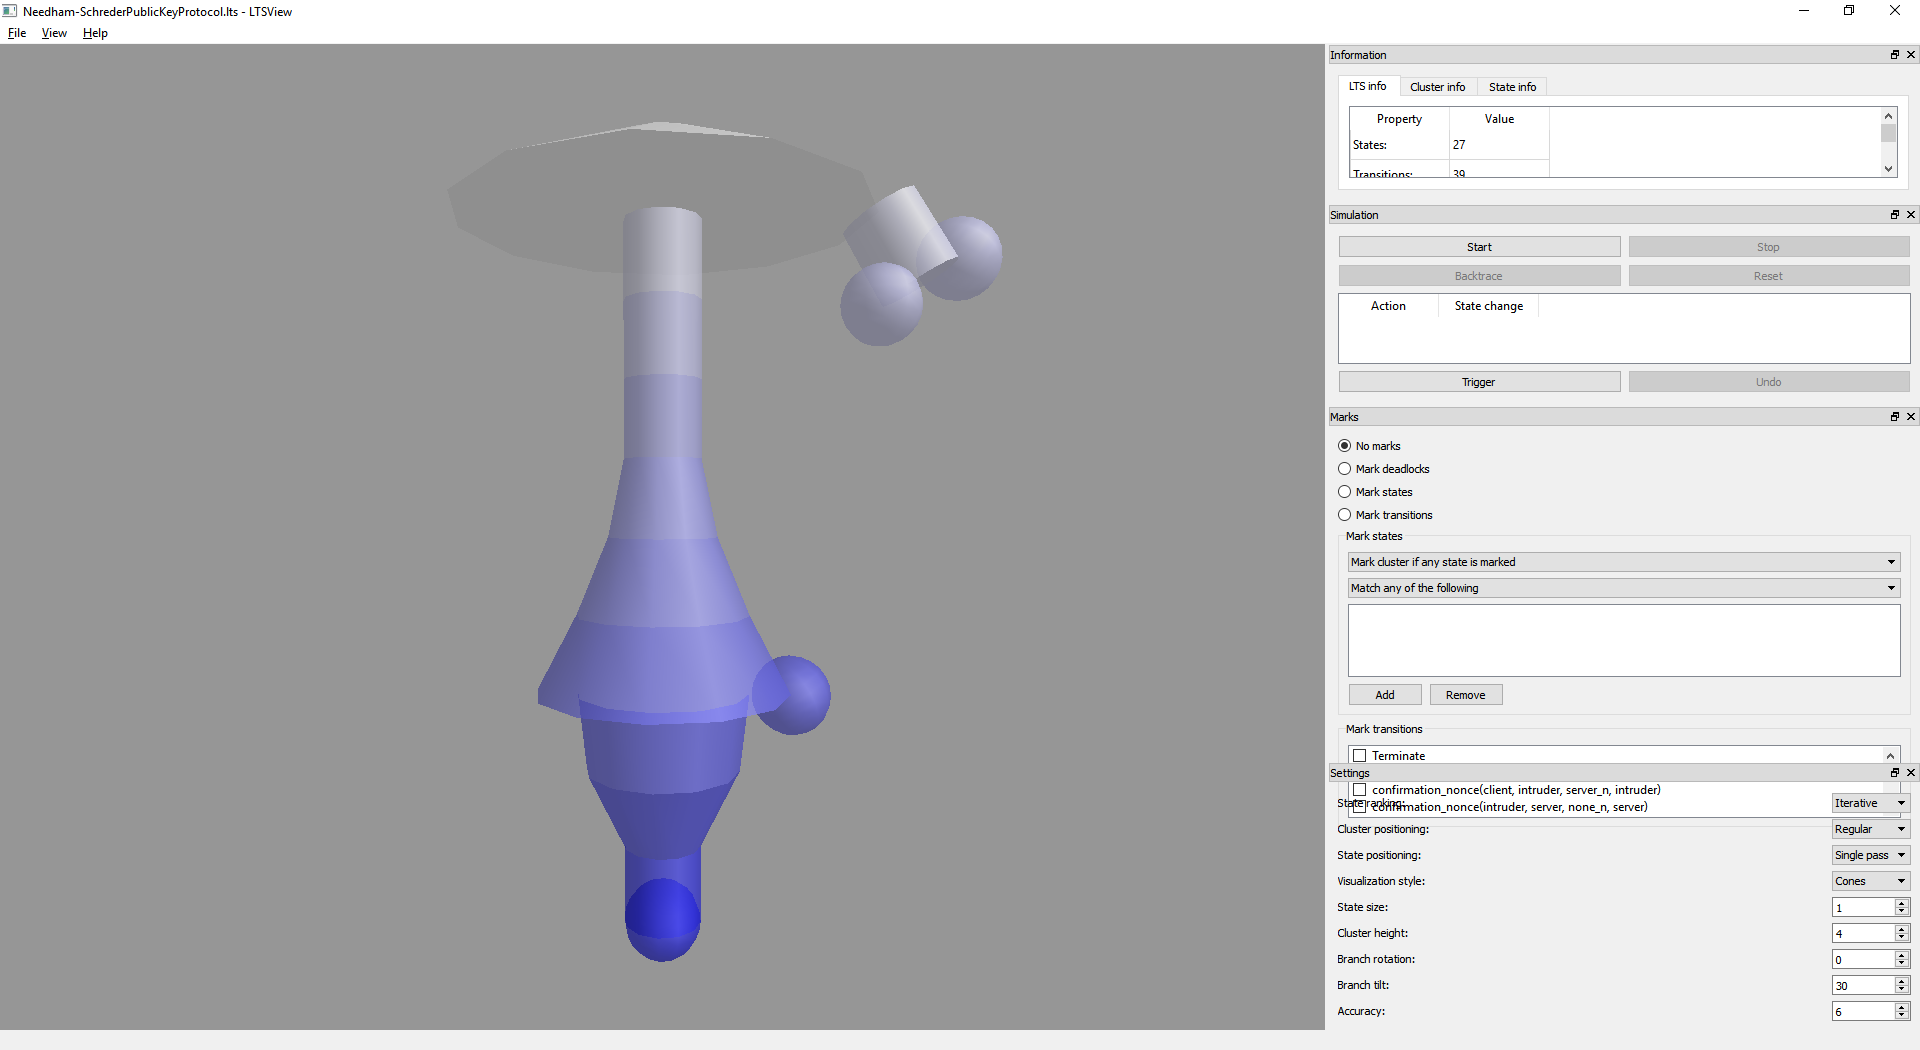 Needham-SchrederPublicKeyProtocol.lts - LTSView
File View Help
Information
LTS info Cluster info State info
Property Value
States: 27
Transitions: 39
Simulation
Start Stop
Backtrace Reset
Action State change
Trigger Undo
Marks
No marks
Mark deadlocks
Mark states
Mark transitions
Mark states
Mark cluster if any state is marked
Match any of the following
Add Remove
Mark transitions
Terminate
Settings
confirmation_nonce(client, intruder, server_n, intruder)
State ranking: Iterative
confirmation_nonce(intruder, server, none_n, server)
Cluster positioning: Regular
State positioning: Single pass
Visualization style: Cones
State size: 1
Cluster height: 4
Branch rotation: 0
Branch tilt: 30
Accuracy: 6